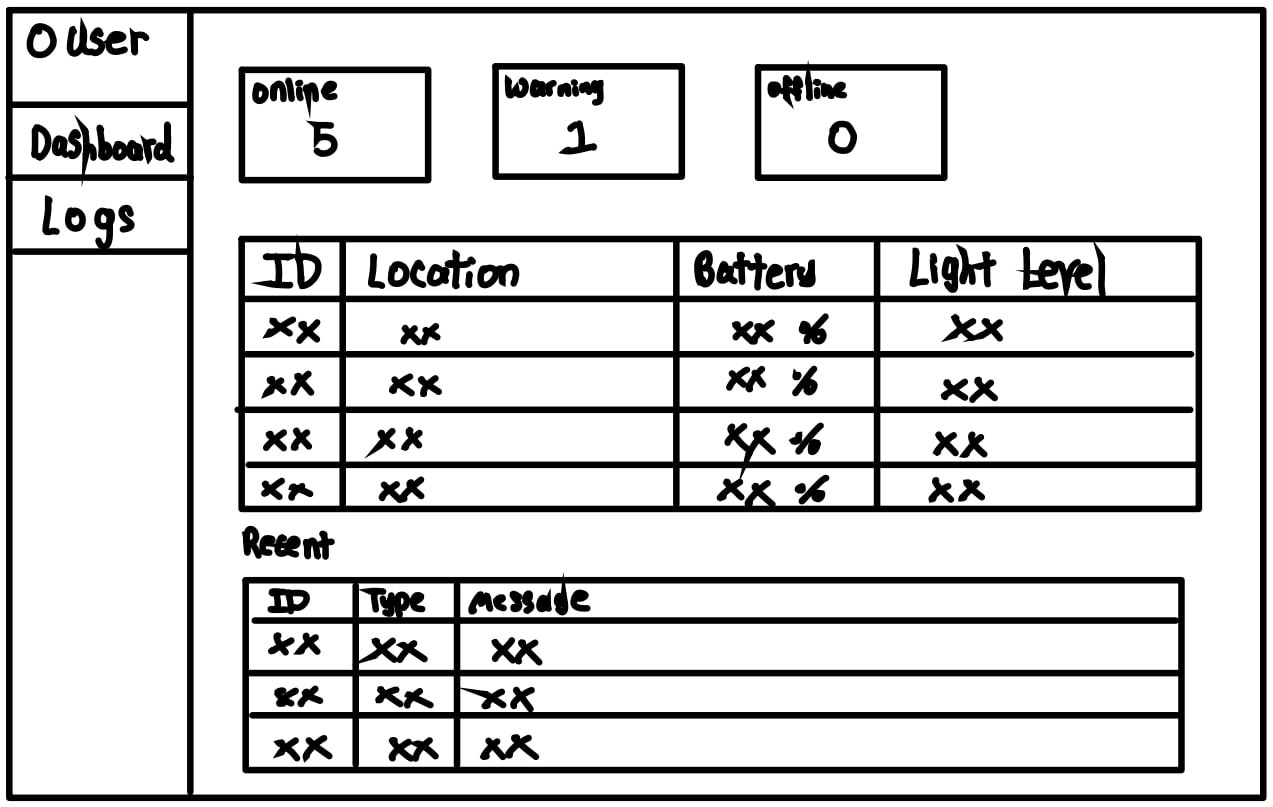 O User
Dashboard
Logs
online
5
Warning
1
offline
0
ID Location Battery Light Level
xx xx xx % xx
xx xx xx % xx
xx xx xx % xx
xx xx xx % xx
Recent
ID Type Message
xx xx xx
xx xx xx
xx xx xx